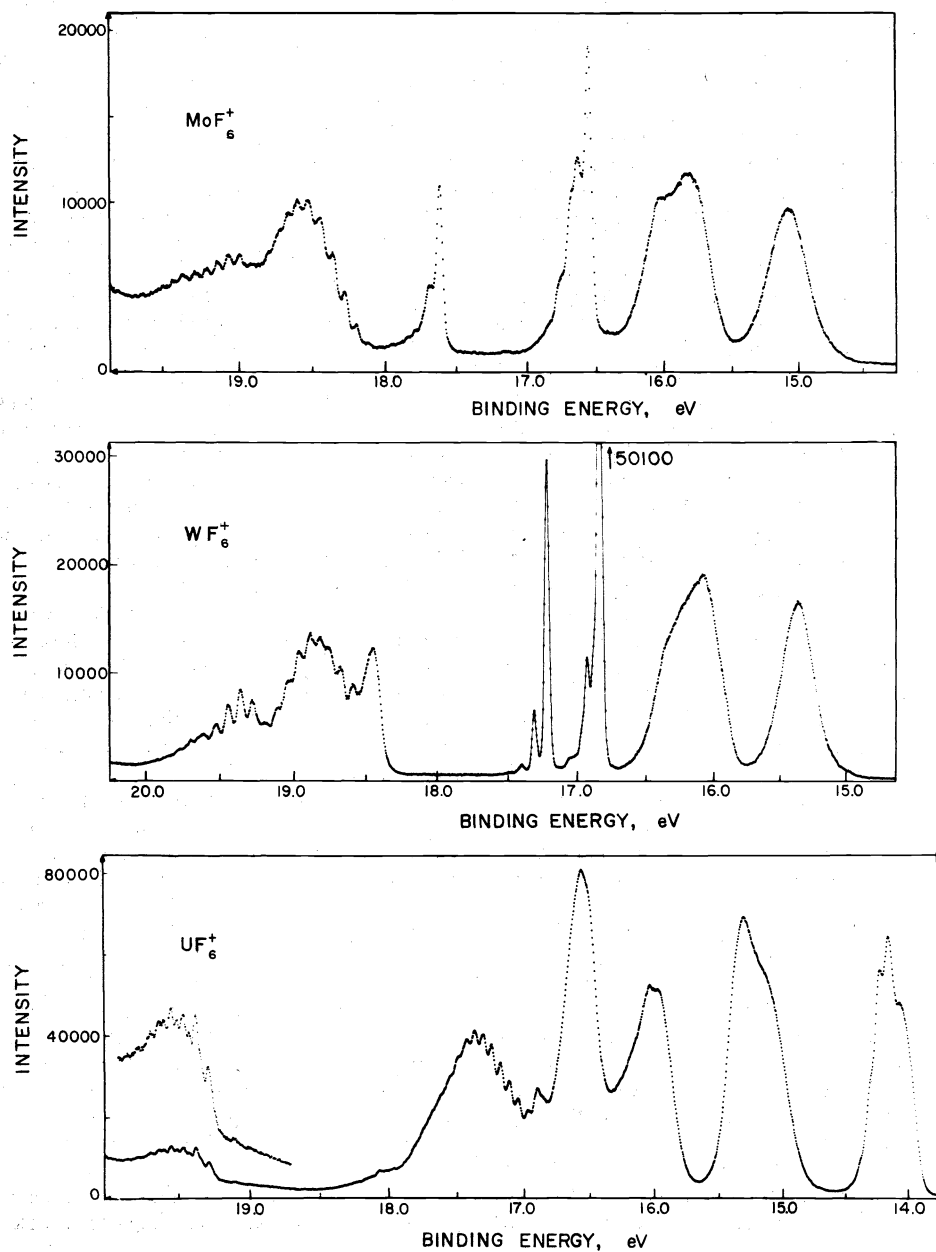 20000
MoF6+
INTENSITY
10000
0
19.0 18.0 17.0 16.0 15.0
BINDING ENERGY, eV
30000
↑50100
WF6+
20000
INTENSITY
10000
20.0 19.0 18.0 17.0 16.0 15.0
BINDING ENERGY, eV
80000
UF6+
INTENSITY
40000
0
19.0 18.0 17.0 16.0 15.0 14.0
BINDING ENERGY, eV